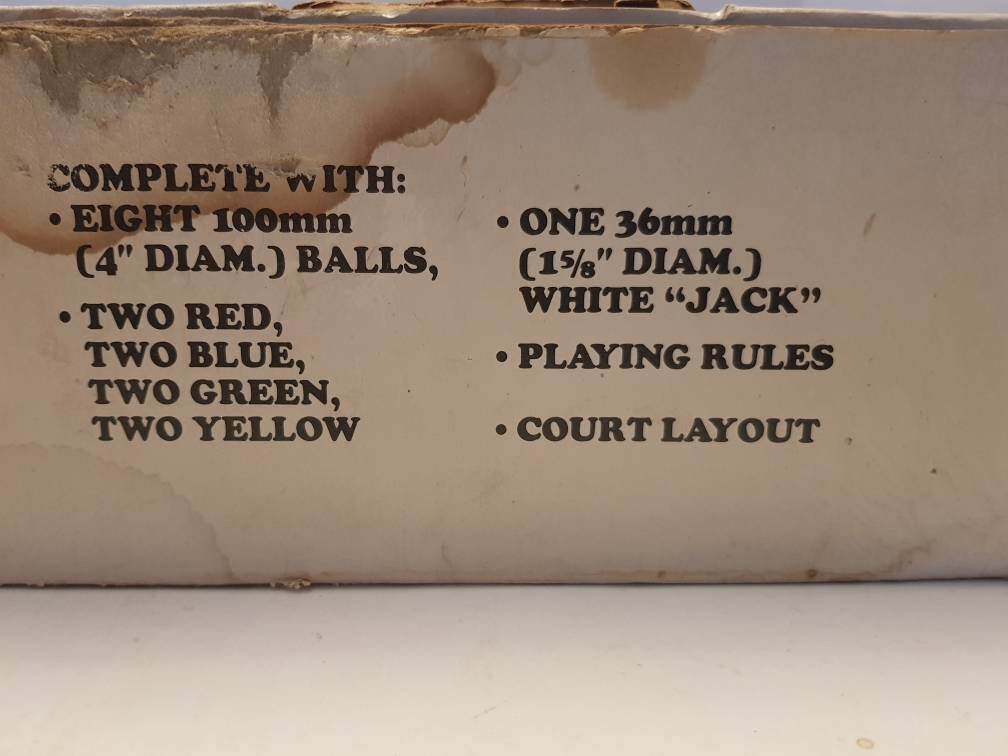 COMPLETE WITH:
• EIGHT 100mm
(4" DIAM.) BALLS,
• TWO RED,
TWO BLUE,
TWO GREEN,
TWO YELLOW
• ONE 36mm
(1⅝" DIAM.)
WHITE “JACK”
• PLAYING RULES
• COURT LAYOUT